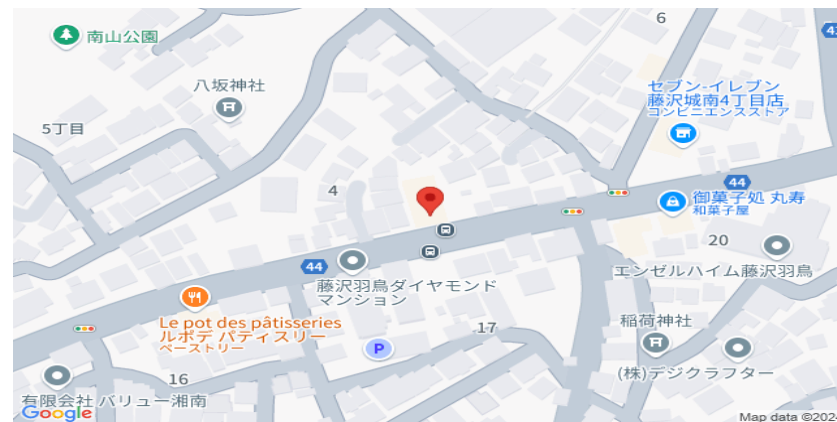 6
43
南山公園
八坂神社
セブン-イレブン
藤沢城南4丁目店
コンビニエンスストア
5丁目
4
44
御菓子処 丸寿
和菓子屋
20
44
藤沢羽鳥ダイヤモンド
マンション
エンゼルハイム藤沢羽鳥
Le pot des pâtisseries
ルポデ パティスリー
ペーストリー
17
稲荷神社
P
(株)デジクラフター
16
有限会社 バリュー湘南
Google
Map data ©2024